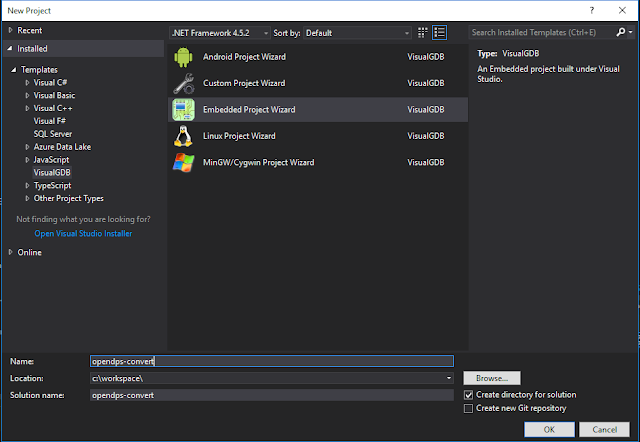 New Project
Recent
Installed
.NET Framework 4.5.2
Sort by:
Default
Search Installed Templates (Ctrl+E)
Templates
Visual C#
Visual Basic
Visual C++
Visual F#
SQL Server
Azure Data Lake
JavaScript
VisualGDB
TypeScript
Other Project Types
Not finding what you are looking for?
Open Visual Studio Installer
Online
Android Project Wizard VisualGDB
Custom Project Wizard VisualGDB
Embedded Project Wizard VisualGDB
Linux Project Wizard VisualGDB
MinGW/Cygwin Project Wizard VisualGDB
Type: VisualGDB
An Embedded project built under Visual
Studio.
Name: opendps-convert
Location: c:\workspace\
Browse...
Solution name: opendps-convert
Create directory for solution
Create new Git repository
OK Cancel